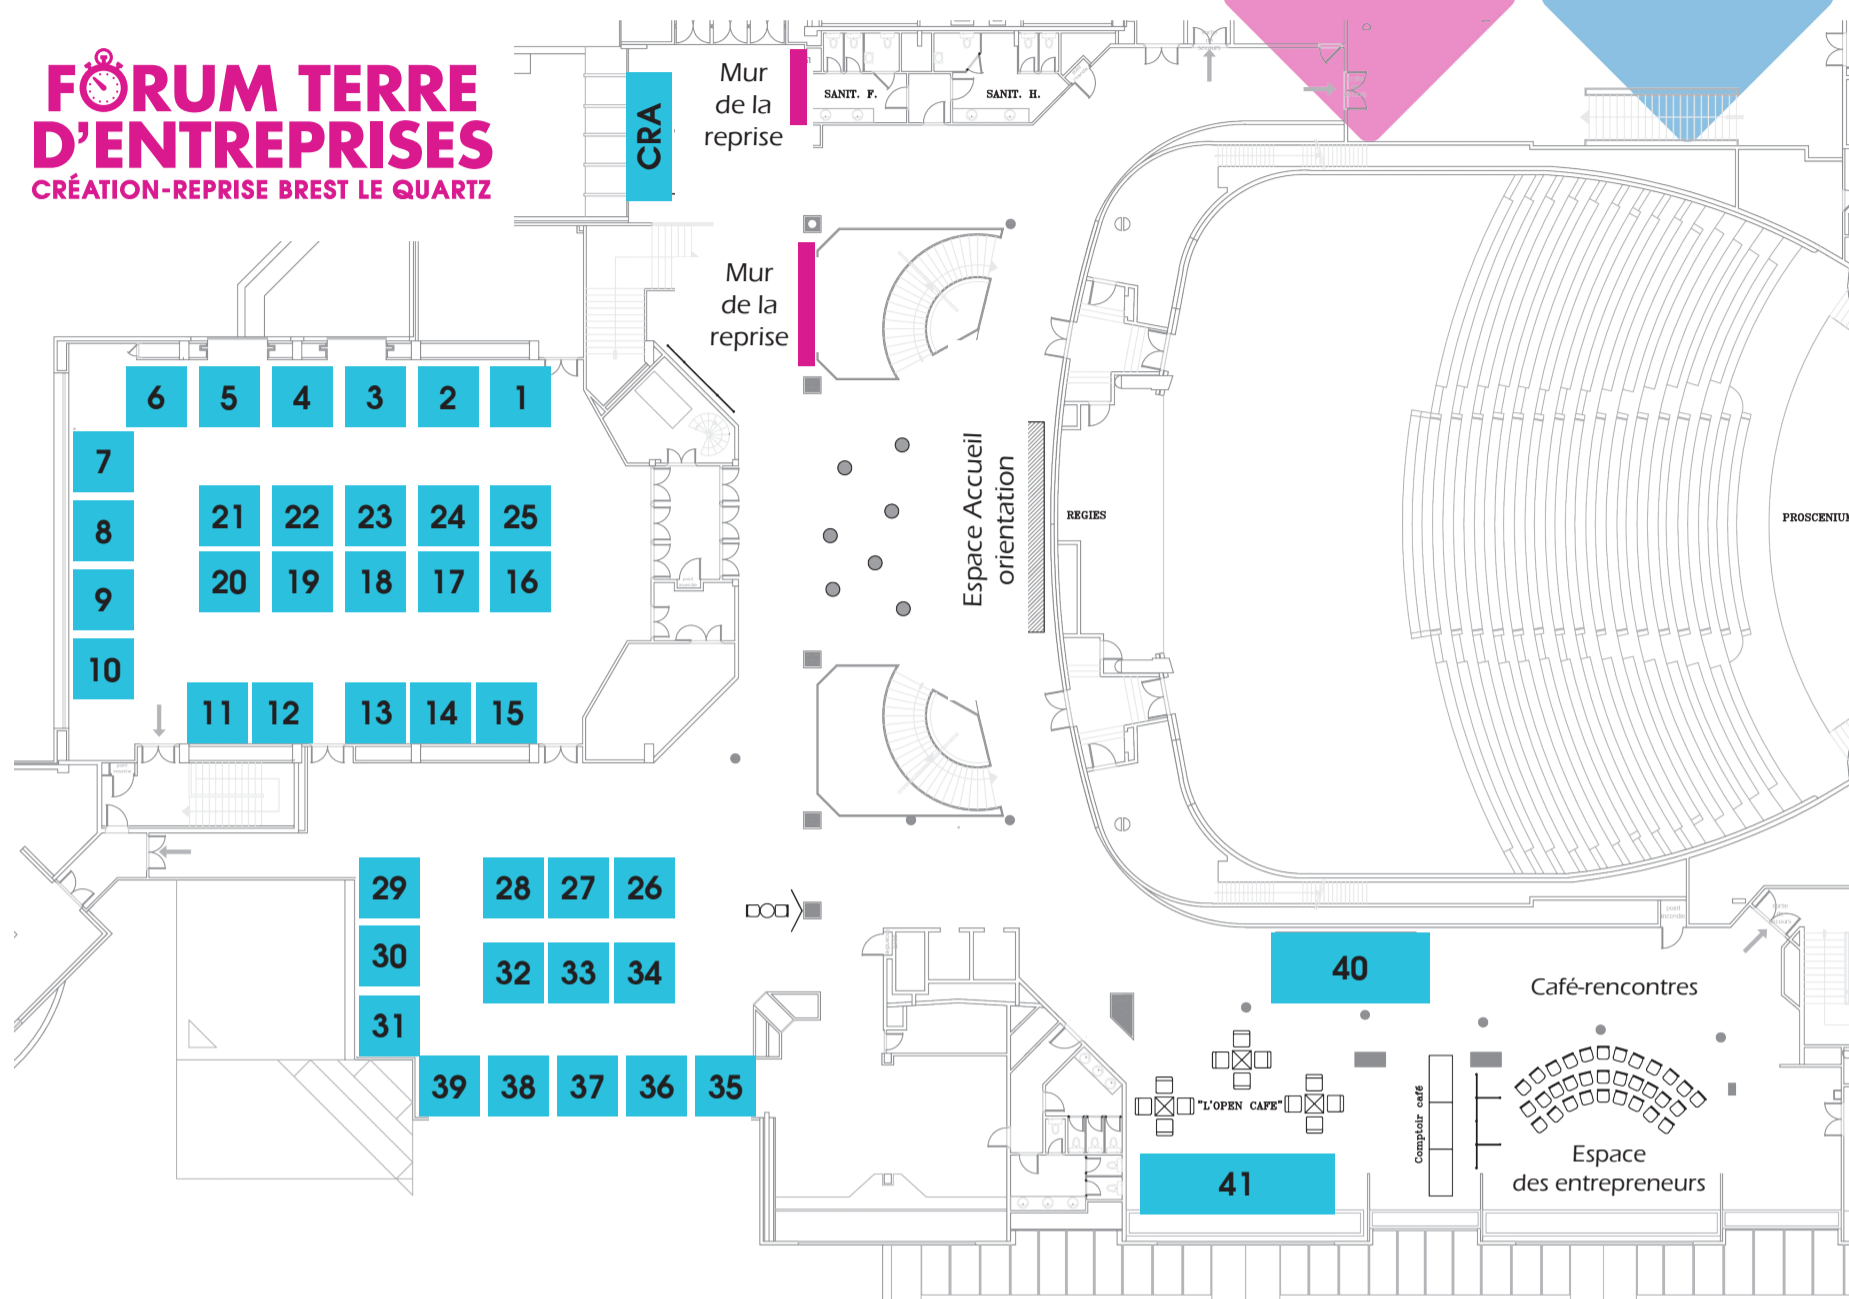 FORUM TERRE
D'ENTREPRISES
CRÉATION-REPRISE BREST LE QUARTZ
CRA
Mur
de la
reprise
SANIT. F.
SANIT. H.
Mur
de la
reprise
6 5 4 3 2 1
7
8
9
10
21 22 23 24 25
20 19 18 17 16
11 12 13 14 15
Espace Accueil
orientation
REGIES
PROSCENIUM
29 28 27 26
30
32 33 34
31
39 38 37 36 35
40
Café-rencontres
"L'OPEN CAFE"
Comptoir café
41
Espace
des entrepreneurs